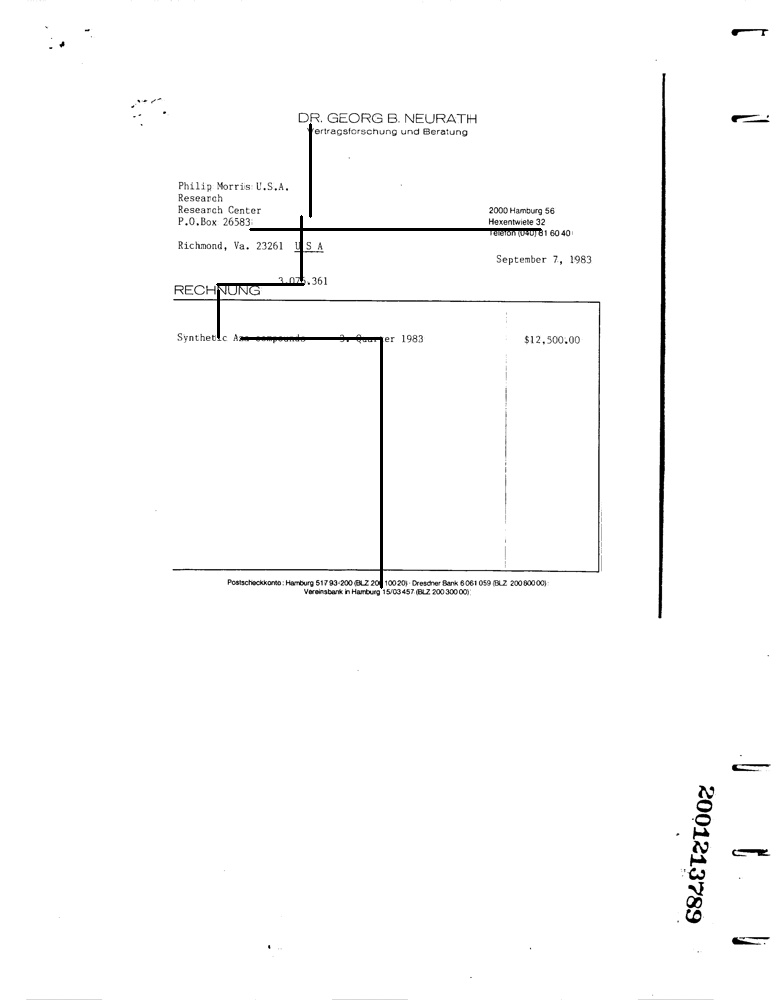 DR. GEORG B. NEURATH
Vertragsforschung und Beratung
Philip Morris U.S.A.
Research
Research Center
P.O.Box 26583
Richmond, Va. 23261 U S A
2000 Hamburg 56
Hexentwiete 32
Telefon (040) 81 60 40
September 7, 1983
3.075.361
RECHNUNG
Synthetic compounds 3. Quarter 1983 $12,500.00
Postscheckkonto: Hamburg 517 93-200 (BLZ 200 100 20) · Dresdner Bank 6 061 059 (BLZ 200 800 00)
Vereinsbank in Hamburg 15/03 457 (BLZ 200 300 00)
2001213789